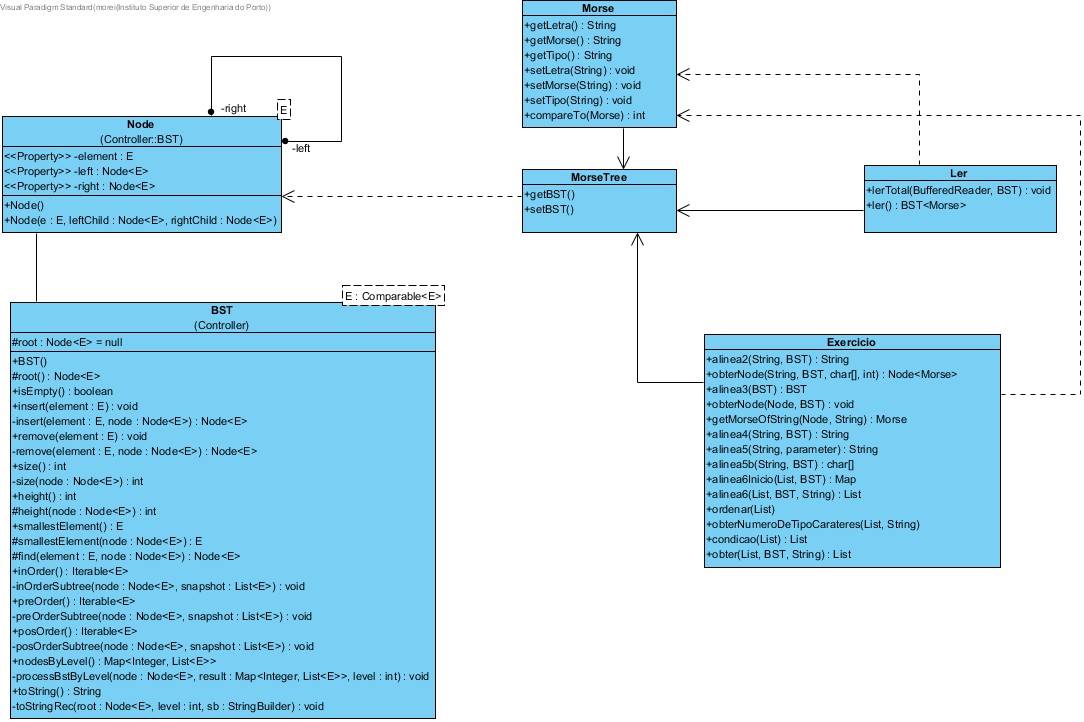 Visual Paradigm Standard(morei(Instituto Superior de Engenharia do Porto))
Morse
+getLetra() : String
+getMorse() : String
+getTipo() : String
+setLetra(String) : void
+setMorse(String) : void
+setTipo(String) : void
+compareTo(Morse) : int
-right
E
-left
Node
(Controller::BST)
<<Property>> -element : E
<<Property>> -left : Node<E>
<<Property>> -right : Node<E>
+Node()
+Node(e : E, leftChild : Node<E>, rightChild : Node<E>)
MorseTree
+getBST()
+setBST()
Ler
+lerTotal(BufferedReader, BST) : void
+ler() : BST<Morse>
E : Comparable<E>
BST
(Controller)
#root : Node<E> = null
+BST()
#root() : Node<E>
+isEmpty() : boolean
+insert(element : E) : void
-insert(element : E, node : Node<E>) : Node<E>
+remove(element : E) : void
-remove(element : E, node : Node<E>) : Node<E>
+size() : int
-size(node : Node<E>) : int
+height() : int
#height(node : Node<E>) : int
+smallestElement() : E
#smallestElement(node : Node<E>) : E
#find(element : E, node : Node<E>) : Node<E>
+inOrder() : Iterable<E>
-inOrderSubtree(node : Node<E>, snapshot : List<E>) : void
+preOrder() : Iterable<E>
-preOrderSubtree(node : Node<E>, snapshot : List<E>) : void
+posOrder() : Iterable<E>
-posOrderSubtree(node : Node<E>, snapshot : List<E>) : void
+nodesByLevel() : Map<Integer, List<E>>
-processBstByLevel(node : Node<E>, result : Map<Integer, List<E>>, level : int) : void
+toString() : String
-toStringRec(root : Node<E>, level : int, sb : StringBuilder) : void
Exercicio
+alinea2(String, BST) : String
+obterNode(String, BST, char[], int) : Node<Morse>
+alinea3(BST) : BST
+obterNode(Node, BST) : void
+getMorseOfString(Node, String) : Morse
+alinea4(String, BST) : String
+alinea5(String, parameter) : String
+alinea5b(String, BST) : char[]
+alinea6Inicio(List, BST) : Map
+alinea6(List, BST, String) : List
+ordenar(List)
+obterNumeroDeTipoCarateres(List, String)
+condicao(List) : List
+obter(List, BST, String) : List